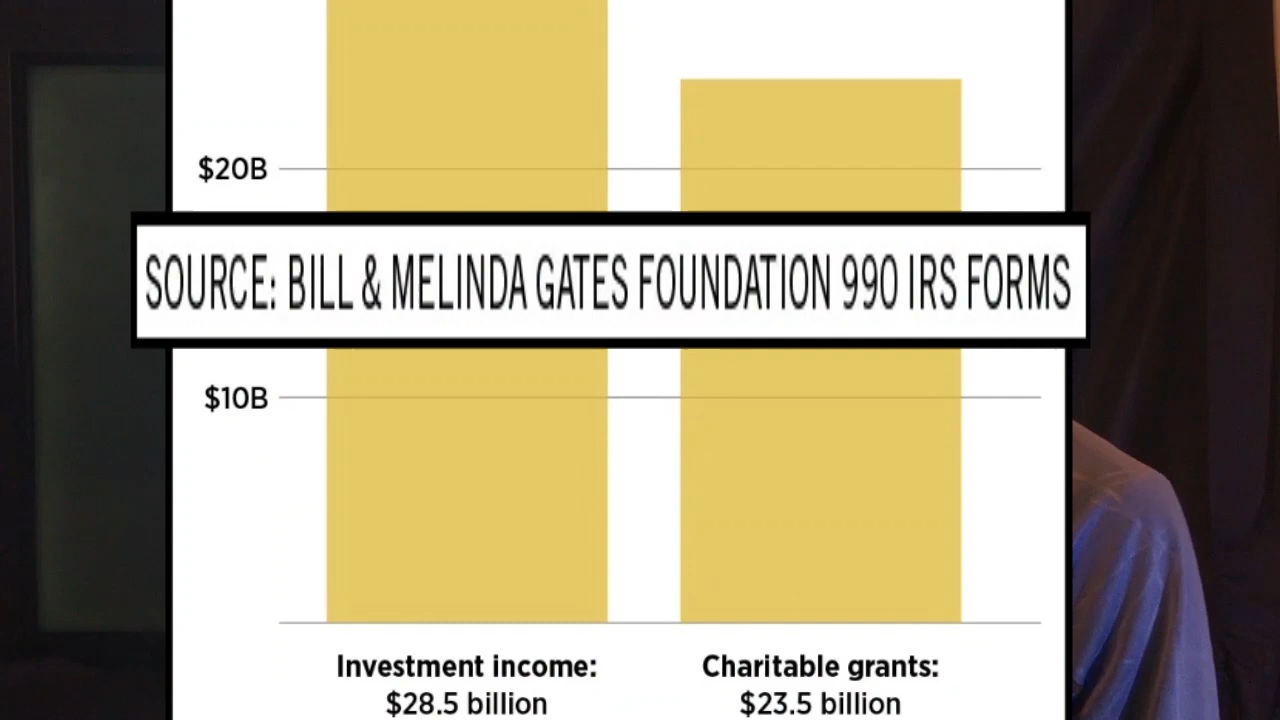 $20B
SOURCE: BILL & MELINDA GATES FOUNDATION 990 IRS FORMS
$10B
Investment income:
$28.5 billion
Charitable grants:
$23.5 billion